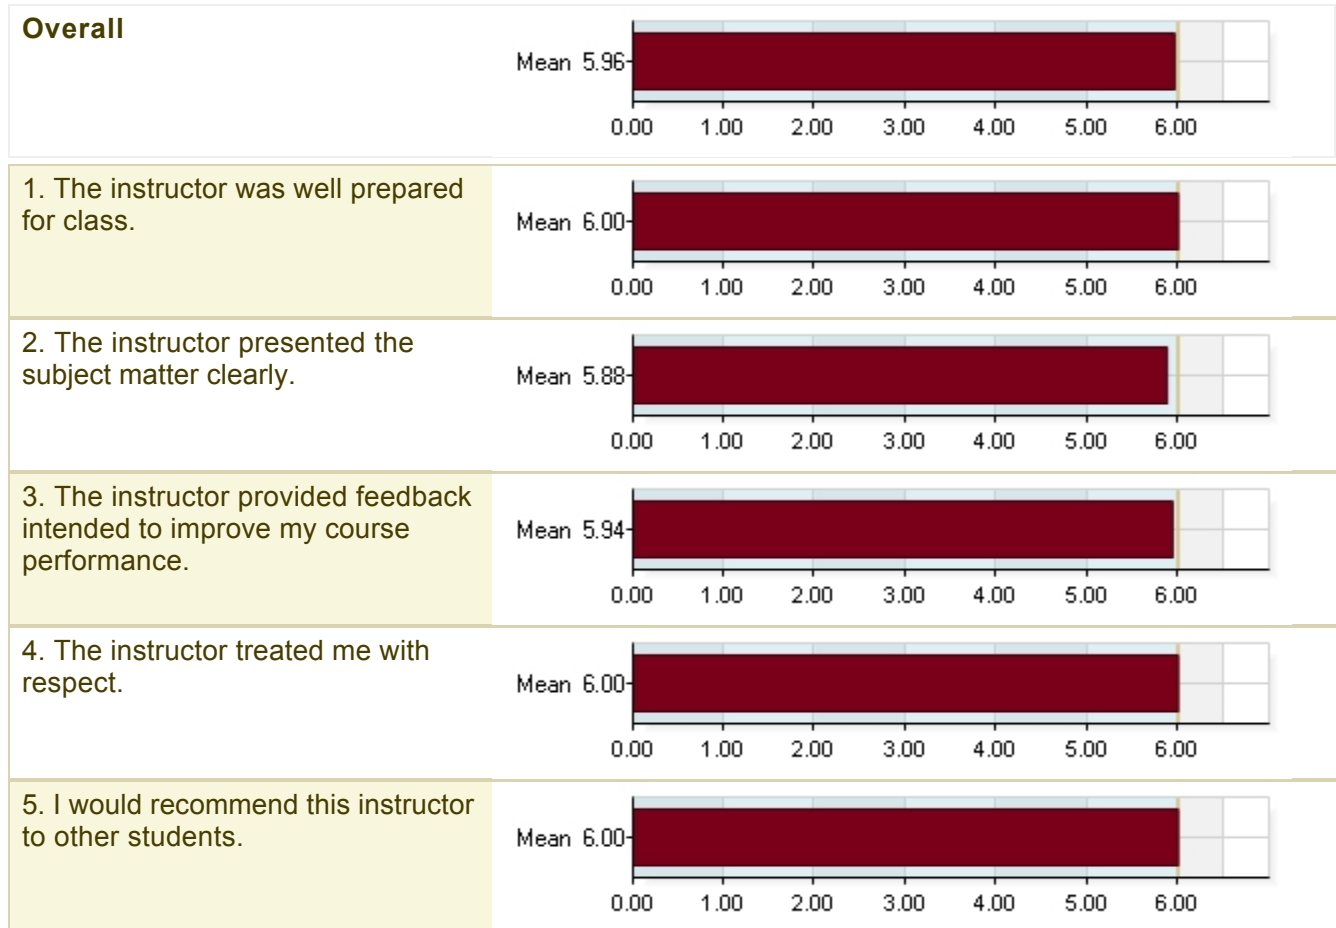 Overall
Mean 5.96
0.00 1.00 2.00 3.00 4.00 5.00 6.00
1. The instructor was well prepared
for class.
Mean 6.00
0.00 1.00 2.00 3.00 4.00 5.00 6.00
2. The instructor presented the
subject matter clearly.
Mean 5.88
0.00 1.00 2.00 3.00 4.00 5.00 6.00
3. The instructor provided feedback
intended to improve my course
performance.
Mean 5.94
0.00 1.00 2.00 3.00 4.00 5.00 6.00
4. The instructor treated me with
respect.
Mean 6.00
0.00 1.00 2.00 3.00 4.00 5.00 6.00
5. I would recommend this instructor
to other students.
Mean 6.00
0.00 1.00 2.00 3.00 4.00 5.00 6.00